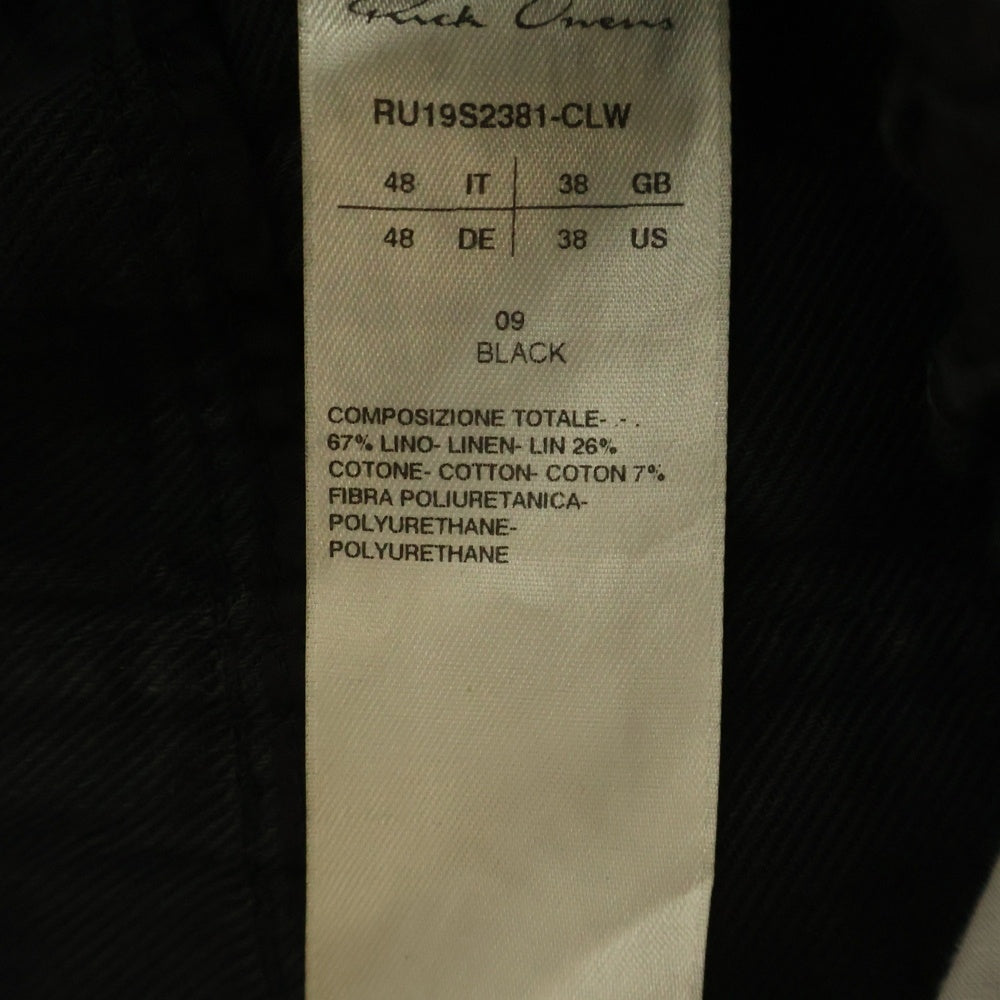 Rick Owens
RU19S2381-CLW
48 IT 38 GB
48 DE 38 US
09
BLACK
COMPOSIZIONE TOTALE- - .
67% LINO- LINEN- LIN 26%
COTONE- COTTON- COTON 7%
FIBRA POLIURETANICA-
POLYURETHANE-
POLYURETHANE